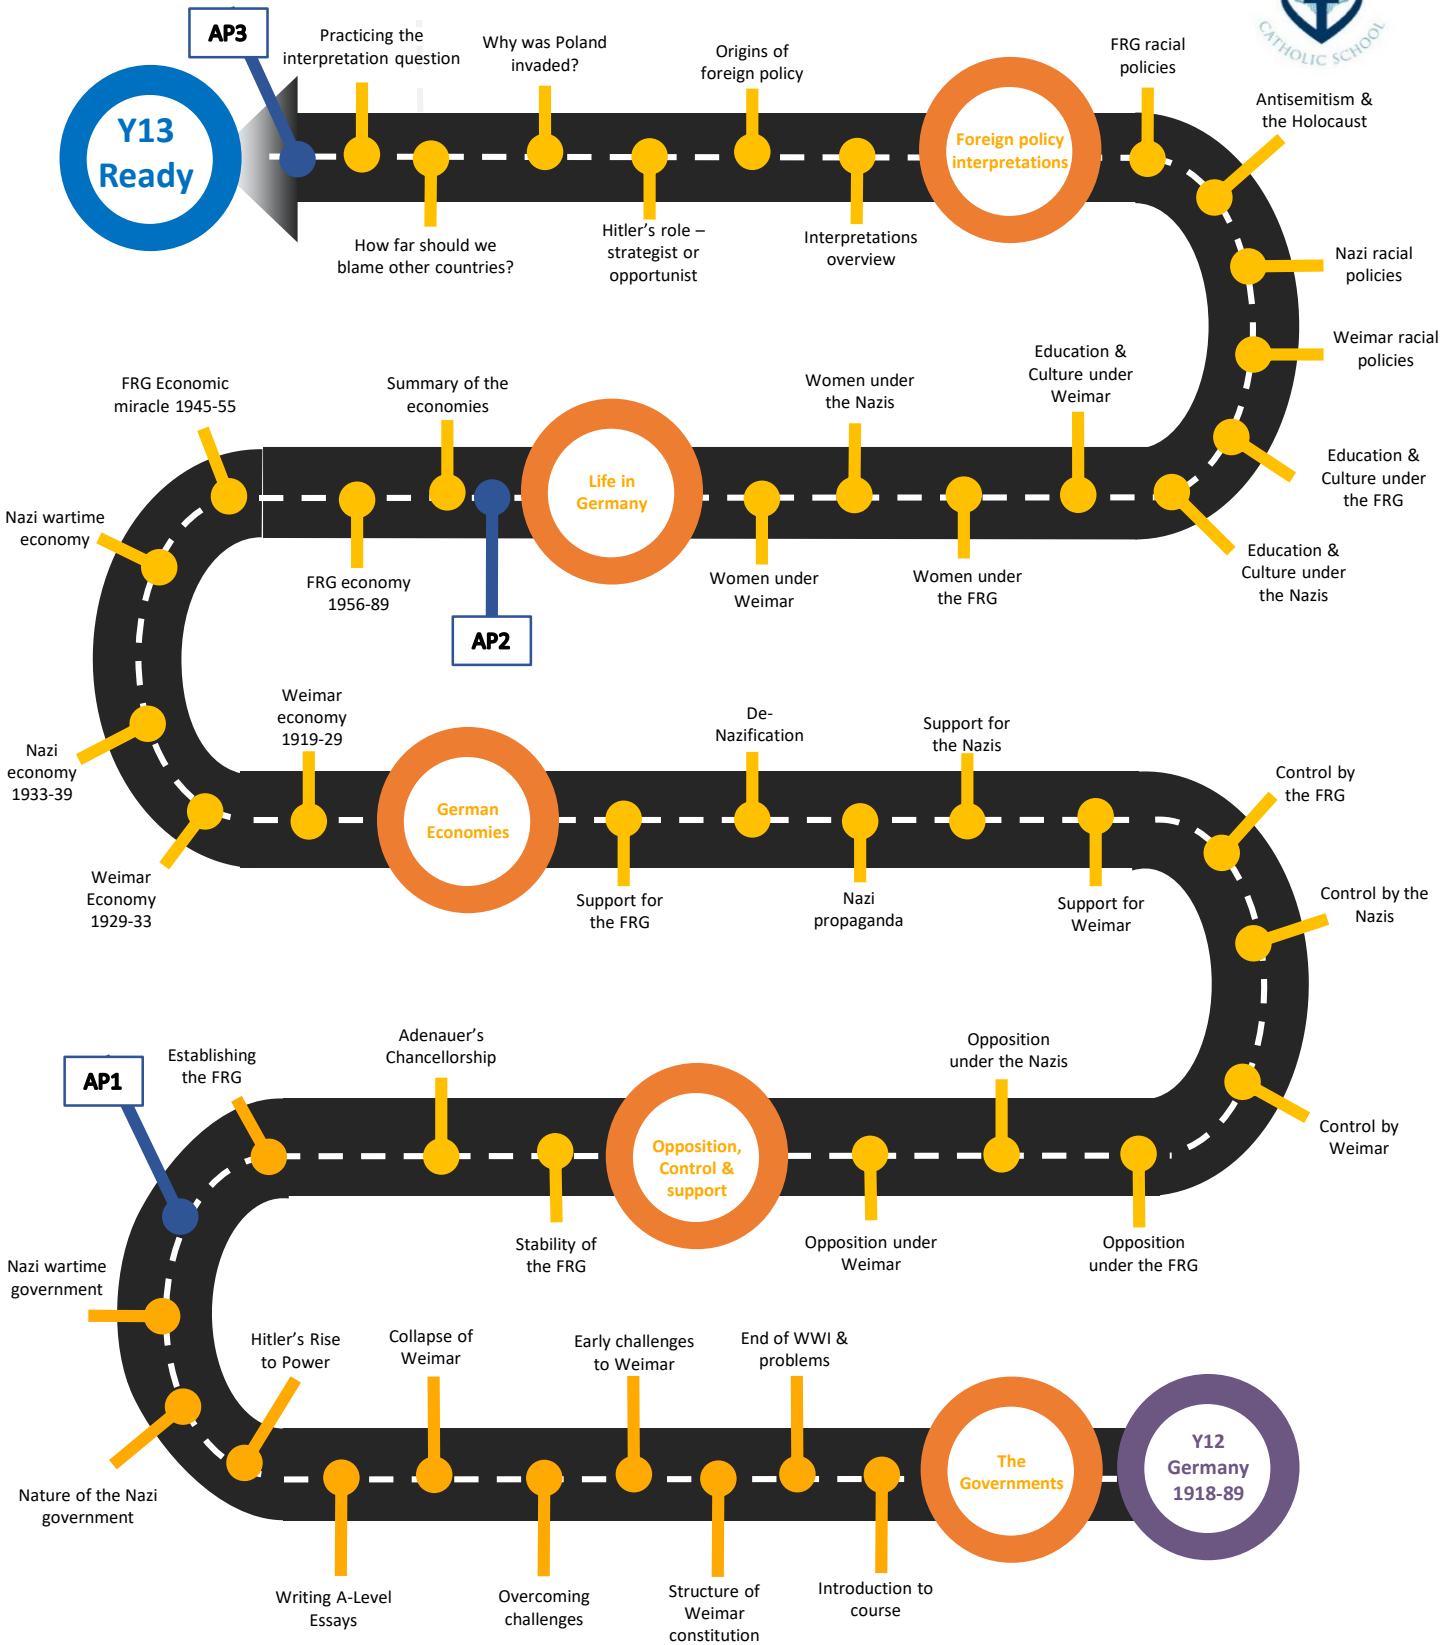 AP3
Practicing the
interpretation question
Why was Poland
invaded?
Origins of
foreign policy
FRG racial
policies
CATHOLIC SCHOOL
Y13
Ready
Foreign policy
interpretations
Antisemitism &
the Holocaust
How far should we
blame other countries?
Hitler's role –
strategist or
opportunist
Interpretations
overview
Nazi racial
policies
Weimar racial
policies
FRG Economic
miracle 1945-55
Summary of the
economies
Women under
the Nazis
Education &
Culture under
Weimar
Life in
Germany
Education &
Culture under
the FRG
Nazi wartime
economy
FRG economy
1956-89
AP2
Women under
Weimar
Women under
the FRG
Education &
Culture under
the Nazis
Weimar
economy
1919-29
De-
Nazification
Support for
the Nazis
Nazi
economy
1933-39
German
Economies
Control by
the FRG
Weimar
Economy
1929-33
Support for
the FRG
Nazi
propaganda
Support for
Weimar
Control by the
Nazis
AP1
Establishing
the FRG
Adenauer's
Chancellorship
Opposition
under the Nazis
Control by
Weimar
Opposition,
Control &
support
Stability of
the FRG
Opposition under
Weimar
Opposition
under the FRG
Nazi wartime
government
Hitler's Rise
to Power
Collapse of
Weimar
Early challenges
to Weimar
End of WWI &
problems
The
Governments
Y12
Germany
1918-89
Nature of the Nazi
government
Writing A-Level
Essays
Overcoming
challenges
Structure of
Weimar
constitution
Introduction to
course